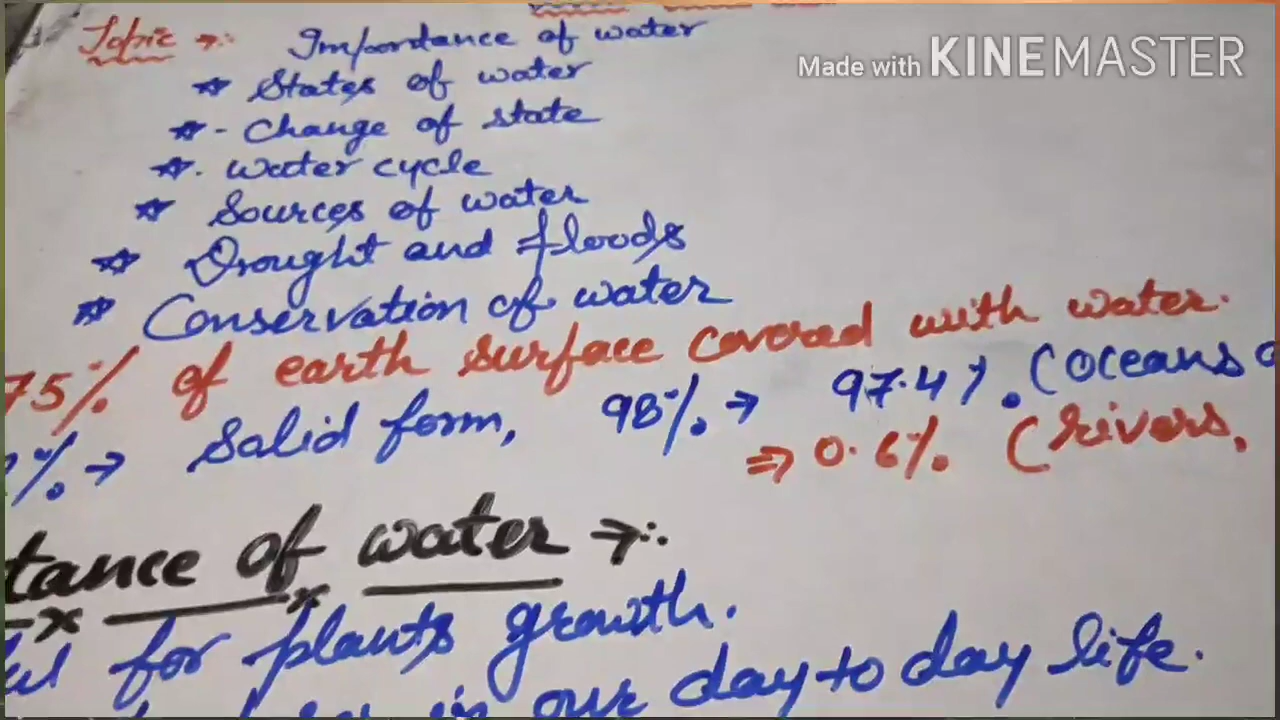 Topic →:- Importance of water
Made with KINEMASTER
☆ States of water
☆ - Change of state
☆. Water cycle
☆ Sources of water
☆ Drought and floods
☆ Conservation of water
75% of earth surface covered with water.
% → Solid form, 98% → 97.4%. (Oceans
⇒ 0.6% (rivers,
tance of water →:-
for plants growth.
in our day to day life.